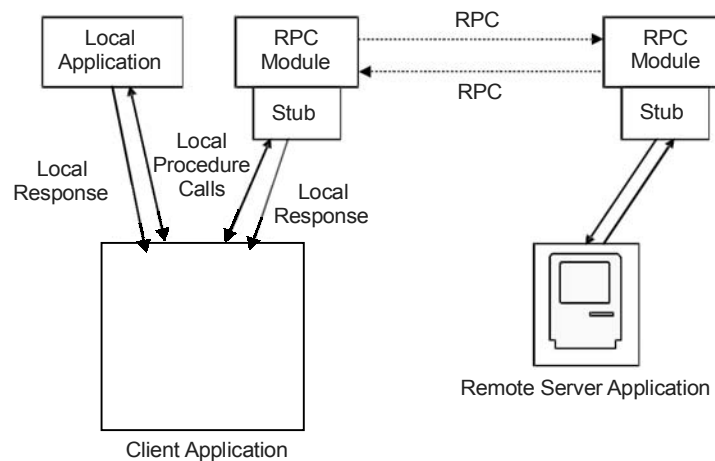 Local
Application
RPC
Module
Stub
RPC
RPC
RPC
Module
Stub
Local
Response
Local
Procedure
Calls
Local
Response
Client Application
Remote Server Application